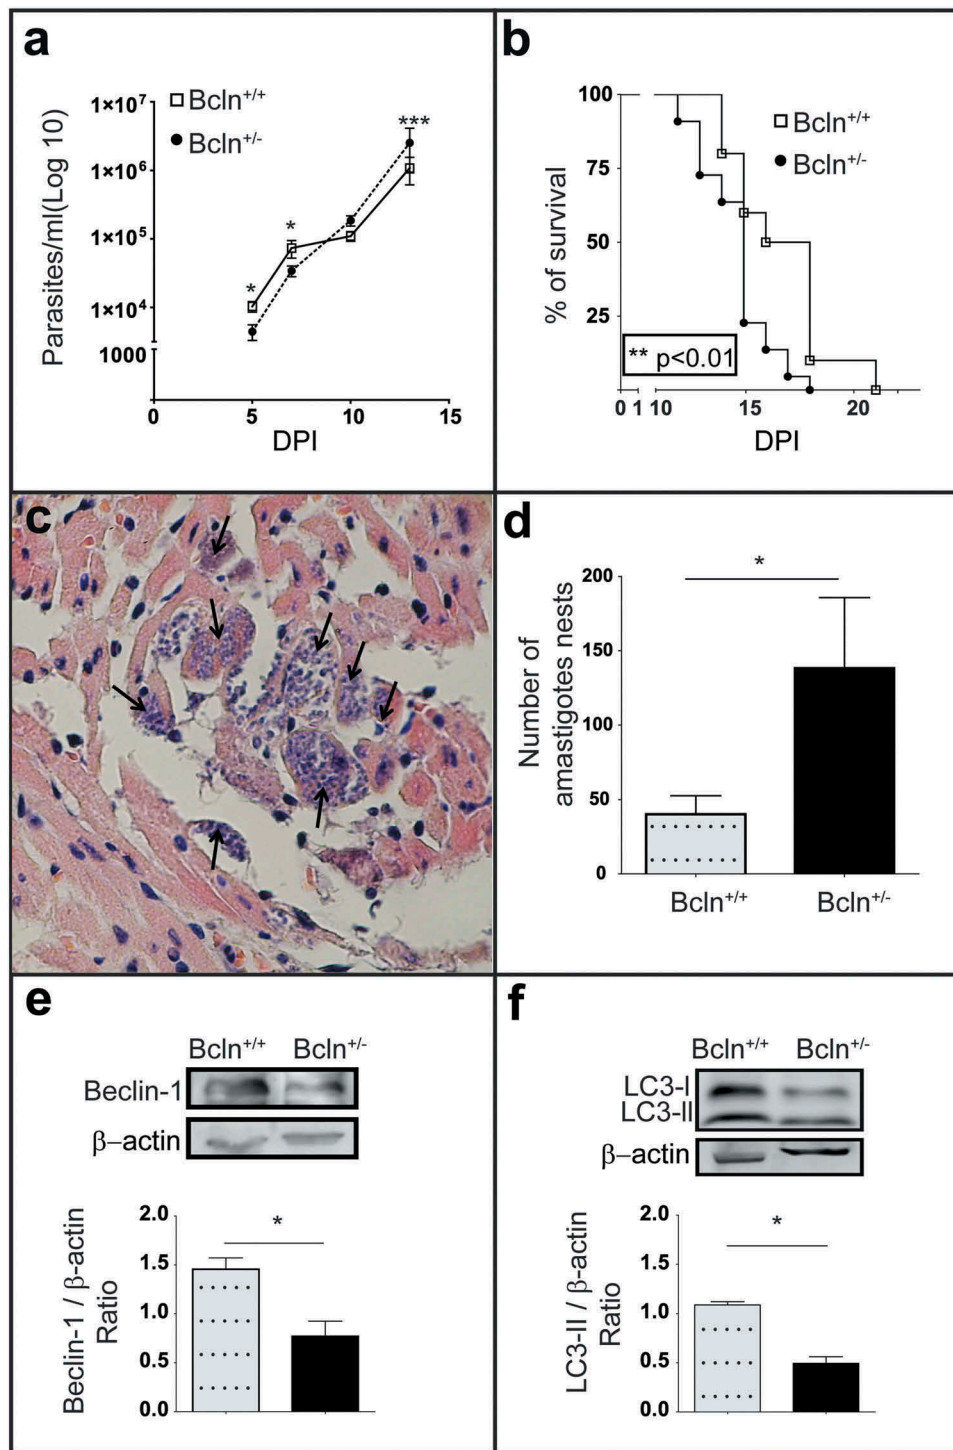 a
Parasites/ml(Log 10)
Bcln+/+
Bcln+/-
1×10⁷
1×10⁶
1×10⁵
1×10⁴
1000
*
*
***
0
5
10
15
DPI
b
% of survival
100
75
50
25
Bcln+/+
Bcln+/-
** p<0.01
0 1 10
15
20
DPI
c
d
Number of
amastigotes nests
200
150
100
50
0
*
Bcln+/+
Bcln+/-
e
Bcln+/+ Bcln+/-
Beclin-1
β–actin
Beclin-1 / β-actin
Ratio
2.0
1.5
1.0
0.5
0.0
*
f
Bcln+/+ Bcln+/-
LC3-I
LC3-II
β–actin
LC3-II / β-actin
Ratio
2.0
1.5
1.0
0.5
0.0
*